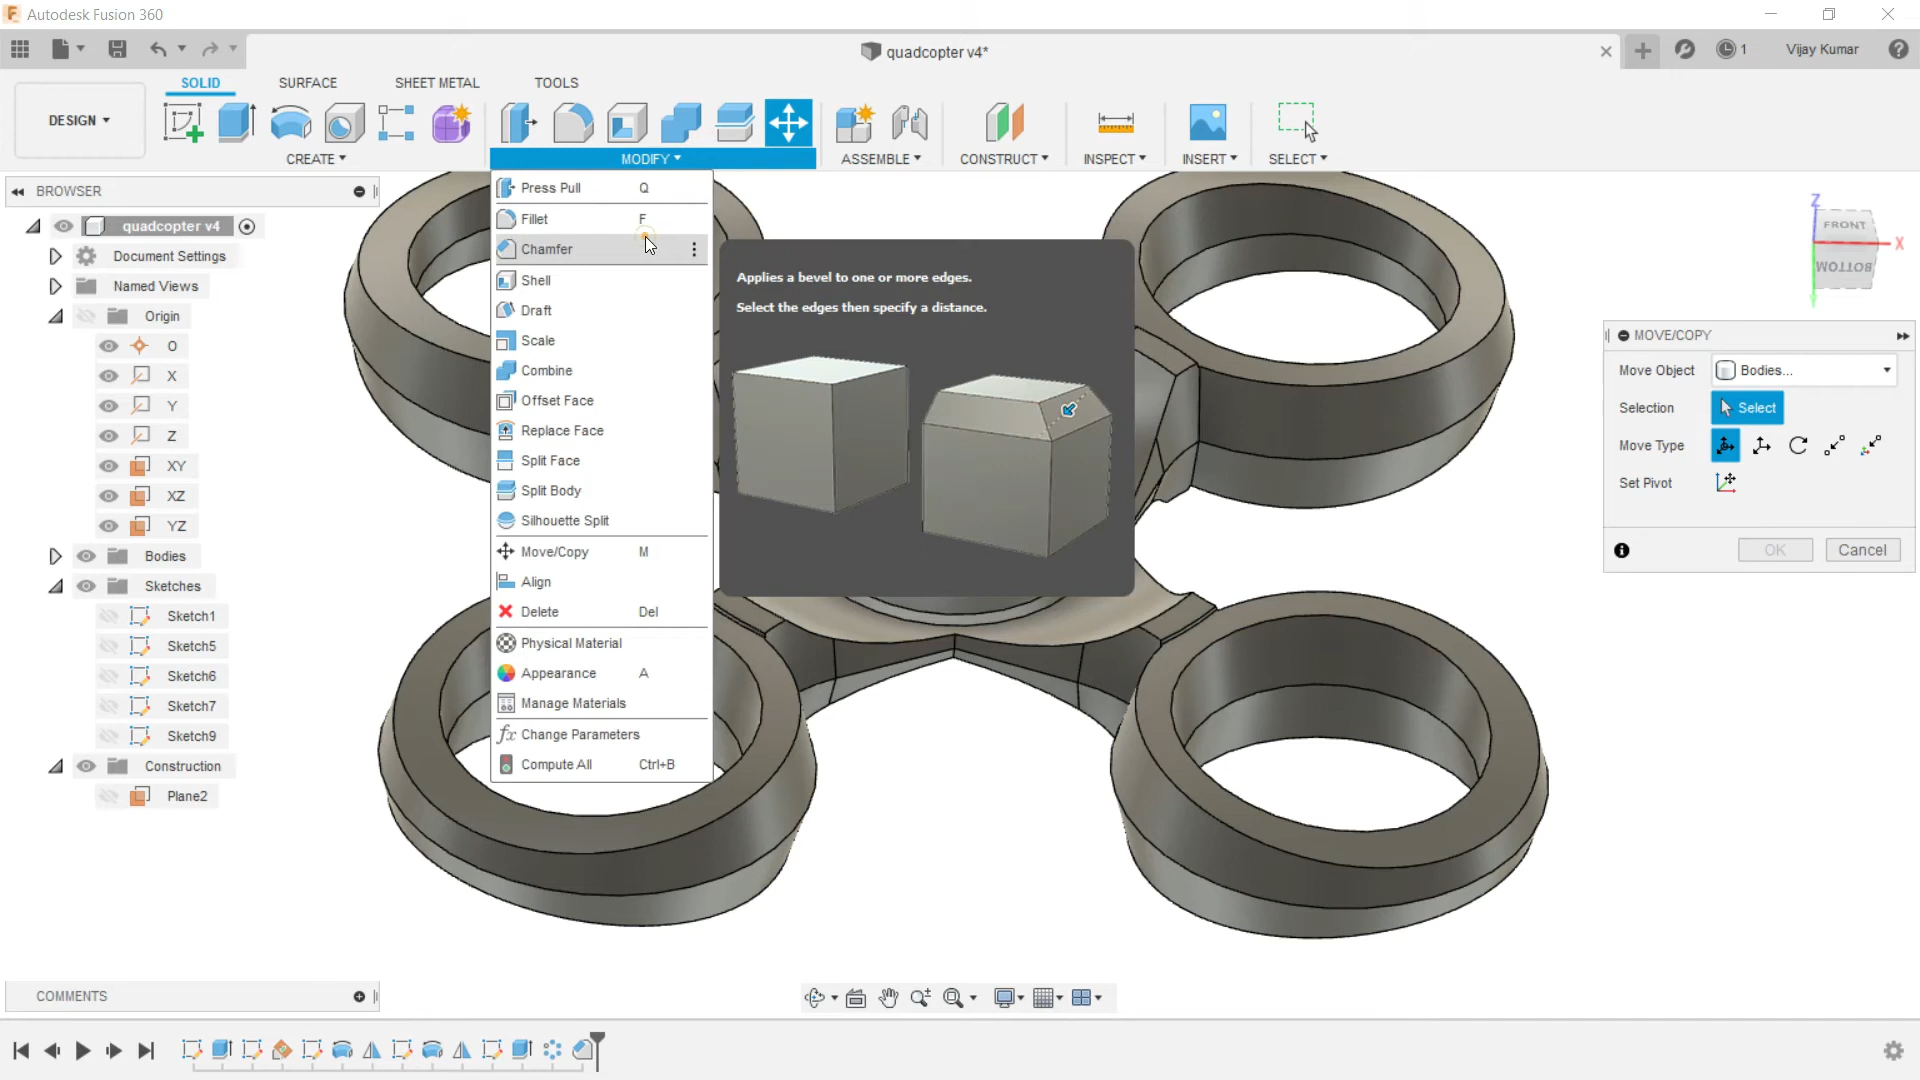 Autodesk Fusion 360
quadcopter v4*
1
Vijay Kumar
SOLID
SURFACE
SHEET METAL
TOOLS
DESIGN
CREATE
MODIFY
ASSEMBLE
CONSTRUCT
INSPECT
INSERT
SELECT
BROWSER
quadcopter v4
Document Settings
Named Views
Origin
O
X
Y
Z
XY
XZ
YZ
Bodies
Sketches
Sketch1
Sketch5
Sketch6
Sketch7
Sketch9
Construction
Plane2
Press Pull Q
Fillet F
Chamfer
Shell
Draft
Scale
Combine
Offset Face
Replace Face
Split Face
Split Body
Silhouette Split
Move/Copy M
Align
Delete Del
Physical Material
Appearance A
Manage Materials
fx Change Parameters
Compute All Ctrl+B
Applies a bevel to one or more edges.
Select the edges then specify a distance.
Z
FRONT
X
BOTTOM
MOVE/COPY
Move Object Bodies...
Selection Select
Move Type
Set Pivot
OK Cancel
COMMENTS